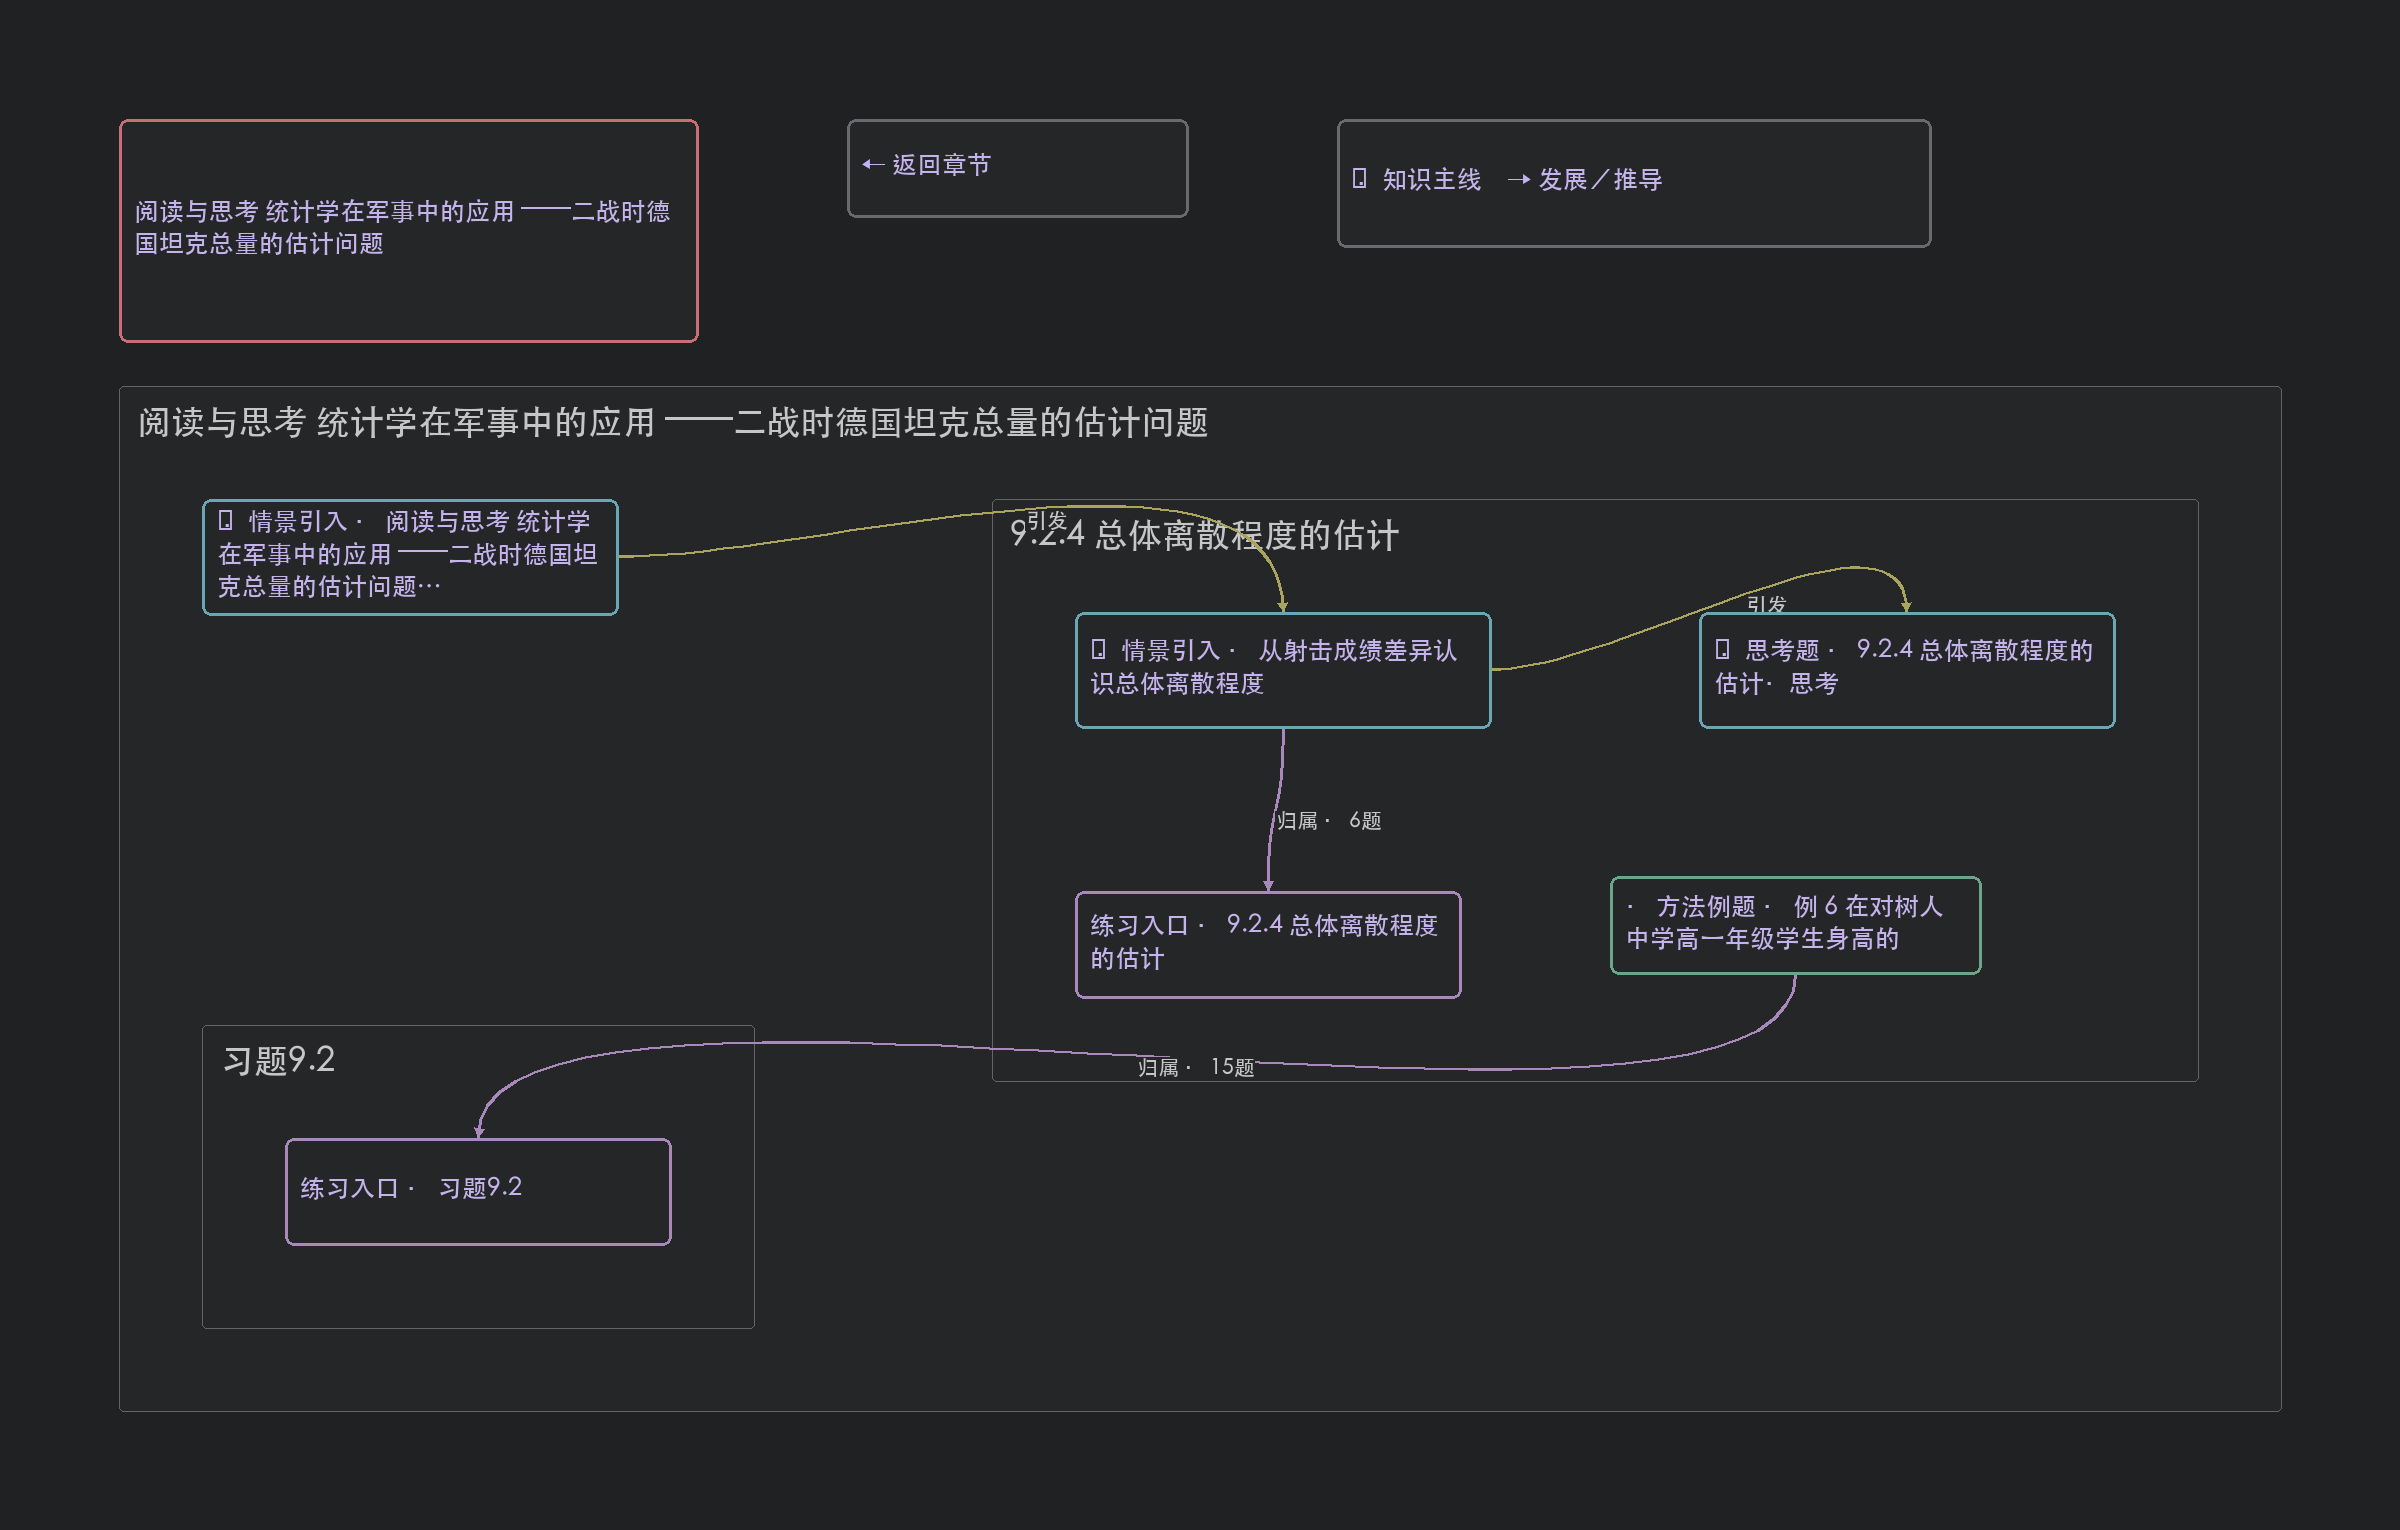 阅读与思考 统计学在军事中的应用 ——二战时德
国坦克总量的估计问题
← 返回章节
知识主线 → 发展／推导
阅读与思考 统计学在军事中的应用 ——二战时德国坦克总量的估计问题
情景引入 · 阅读与思考 统计学
在军事中的应用 ——二战时德国坦
克总量的估计问题…
引发
9.2.4 总体离散程度的估计
情景引入 · 从射击成绩差异认
识总体离散程度
引发
思考题 · 9.2.4 总体离散程度的
估计· 思考
归属 · 6题
练习入口 · 9.2.4 总体离散程度
的估计
· 方法例题 · 例 6 在对树人
中学高一年级学生身高的
归属 · 15题
习题9.2
练习入口 · 习题9.2